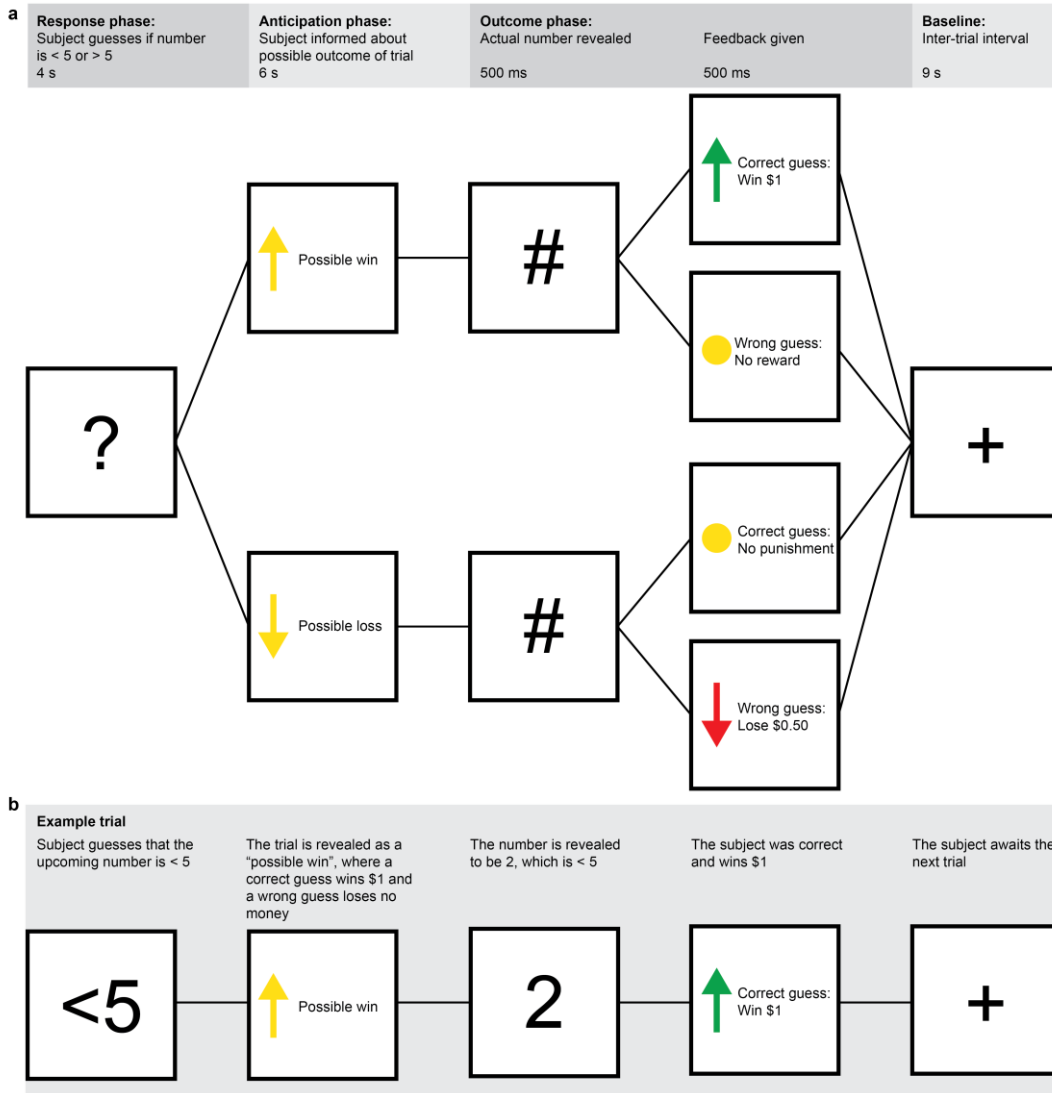 a
Response phase:
Subject guesses if number
is < 5 or > 5
4 s
Anticipation phase:
Subject informed about
possible outcome of trial
6 s
Outcome phase:
Actual number revealed
500 ms
Feedback given
500 ms
Baseline:
Inter-trial interval
9 s
?
Possible win
#
Correct guess:
Win $1
Wrong guess:
No reward
Possible loss
#
Correct guess:
No punishment
Wrong guess:
Lose $0.50
+
b
Example trial
Subject guesses that the
upcoming number is < 5
The trial is revealed as a
“possible win”, where a
correct guess wins $1 and
a wrong guess loses no
money
The number is revealed
to be 2, which is < 5
The subject was correct
and wins $1
The subject awaits the
next trial
<5
Possible win
2
Correct guess:
Win $1
+